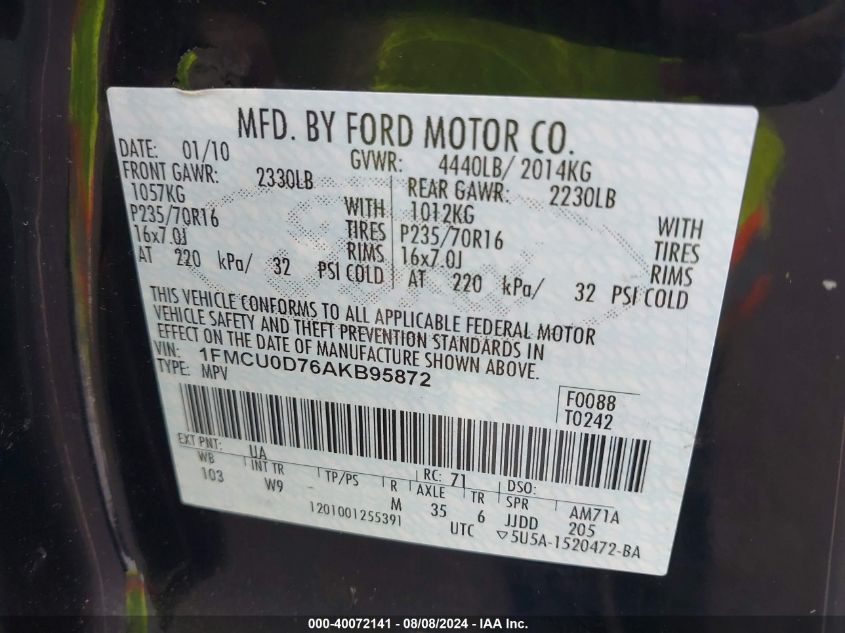 MFD. BY FORD MOTOR CO.
DATE: 01/10 GVWR: 4440LB/ 2014KG
FRONT GAWR: 2330LB REAR GAWR: 2230LB
1057KG WITH 1012KG WITH
P235/70R16 TIRES P235/70R16 TIRES
16x7.0J RIMS 16x7.0J RIMS
AT 220 kPa/ 32 PSI COLD AT 220 kPa/ 32 PSI COLD
THIS VEHICLE CONFORMS TO ALL APPLICABLE FEDERAL MOTOR
VEHICLE SAFETY AND THEFT PREVENTION STANDARDS IN
EFFECT ON THE DATE OF MANUFACTURE SHOWN ABOVE.
VIN: 1FMCU0D76AKB95872
TYPE: MPV
F0088
T0242
EXT PNT: UA RC: 71 DSO:
WB INT TR TP/PS R AXLE TR SPR AM71A
103 W9 M 35 6 JJDD 205
1201001255391 UTC ▽5U5A-1520472-BA
000-40072141 - 08/08/2024 - IAA Inc.